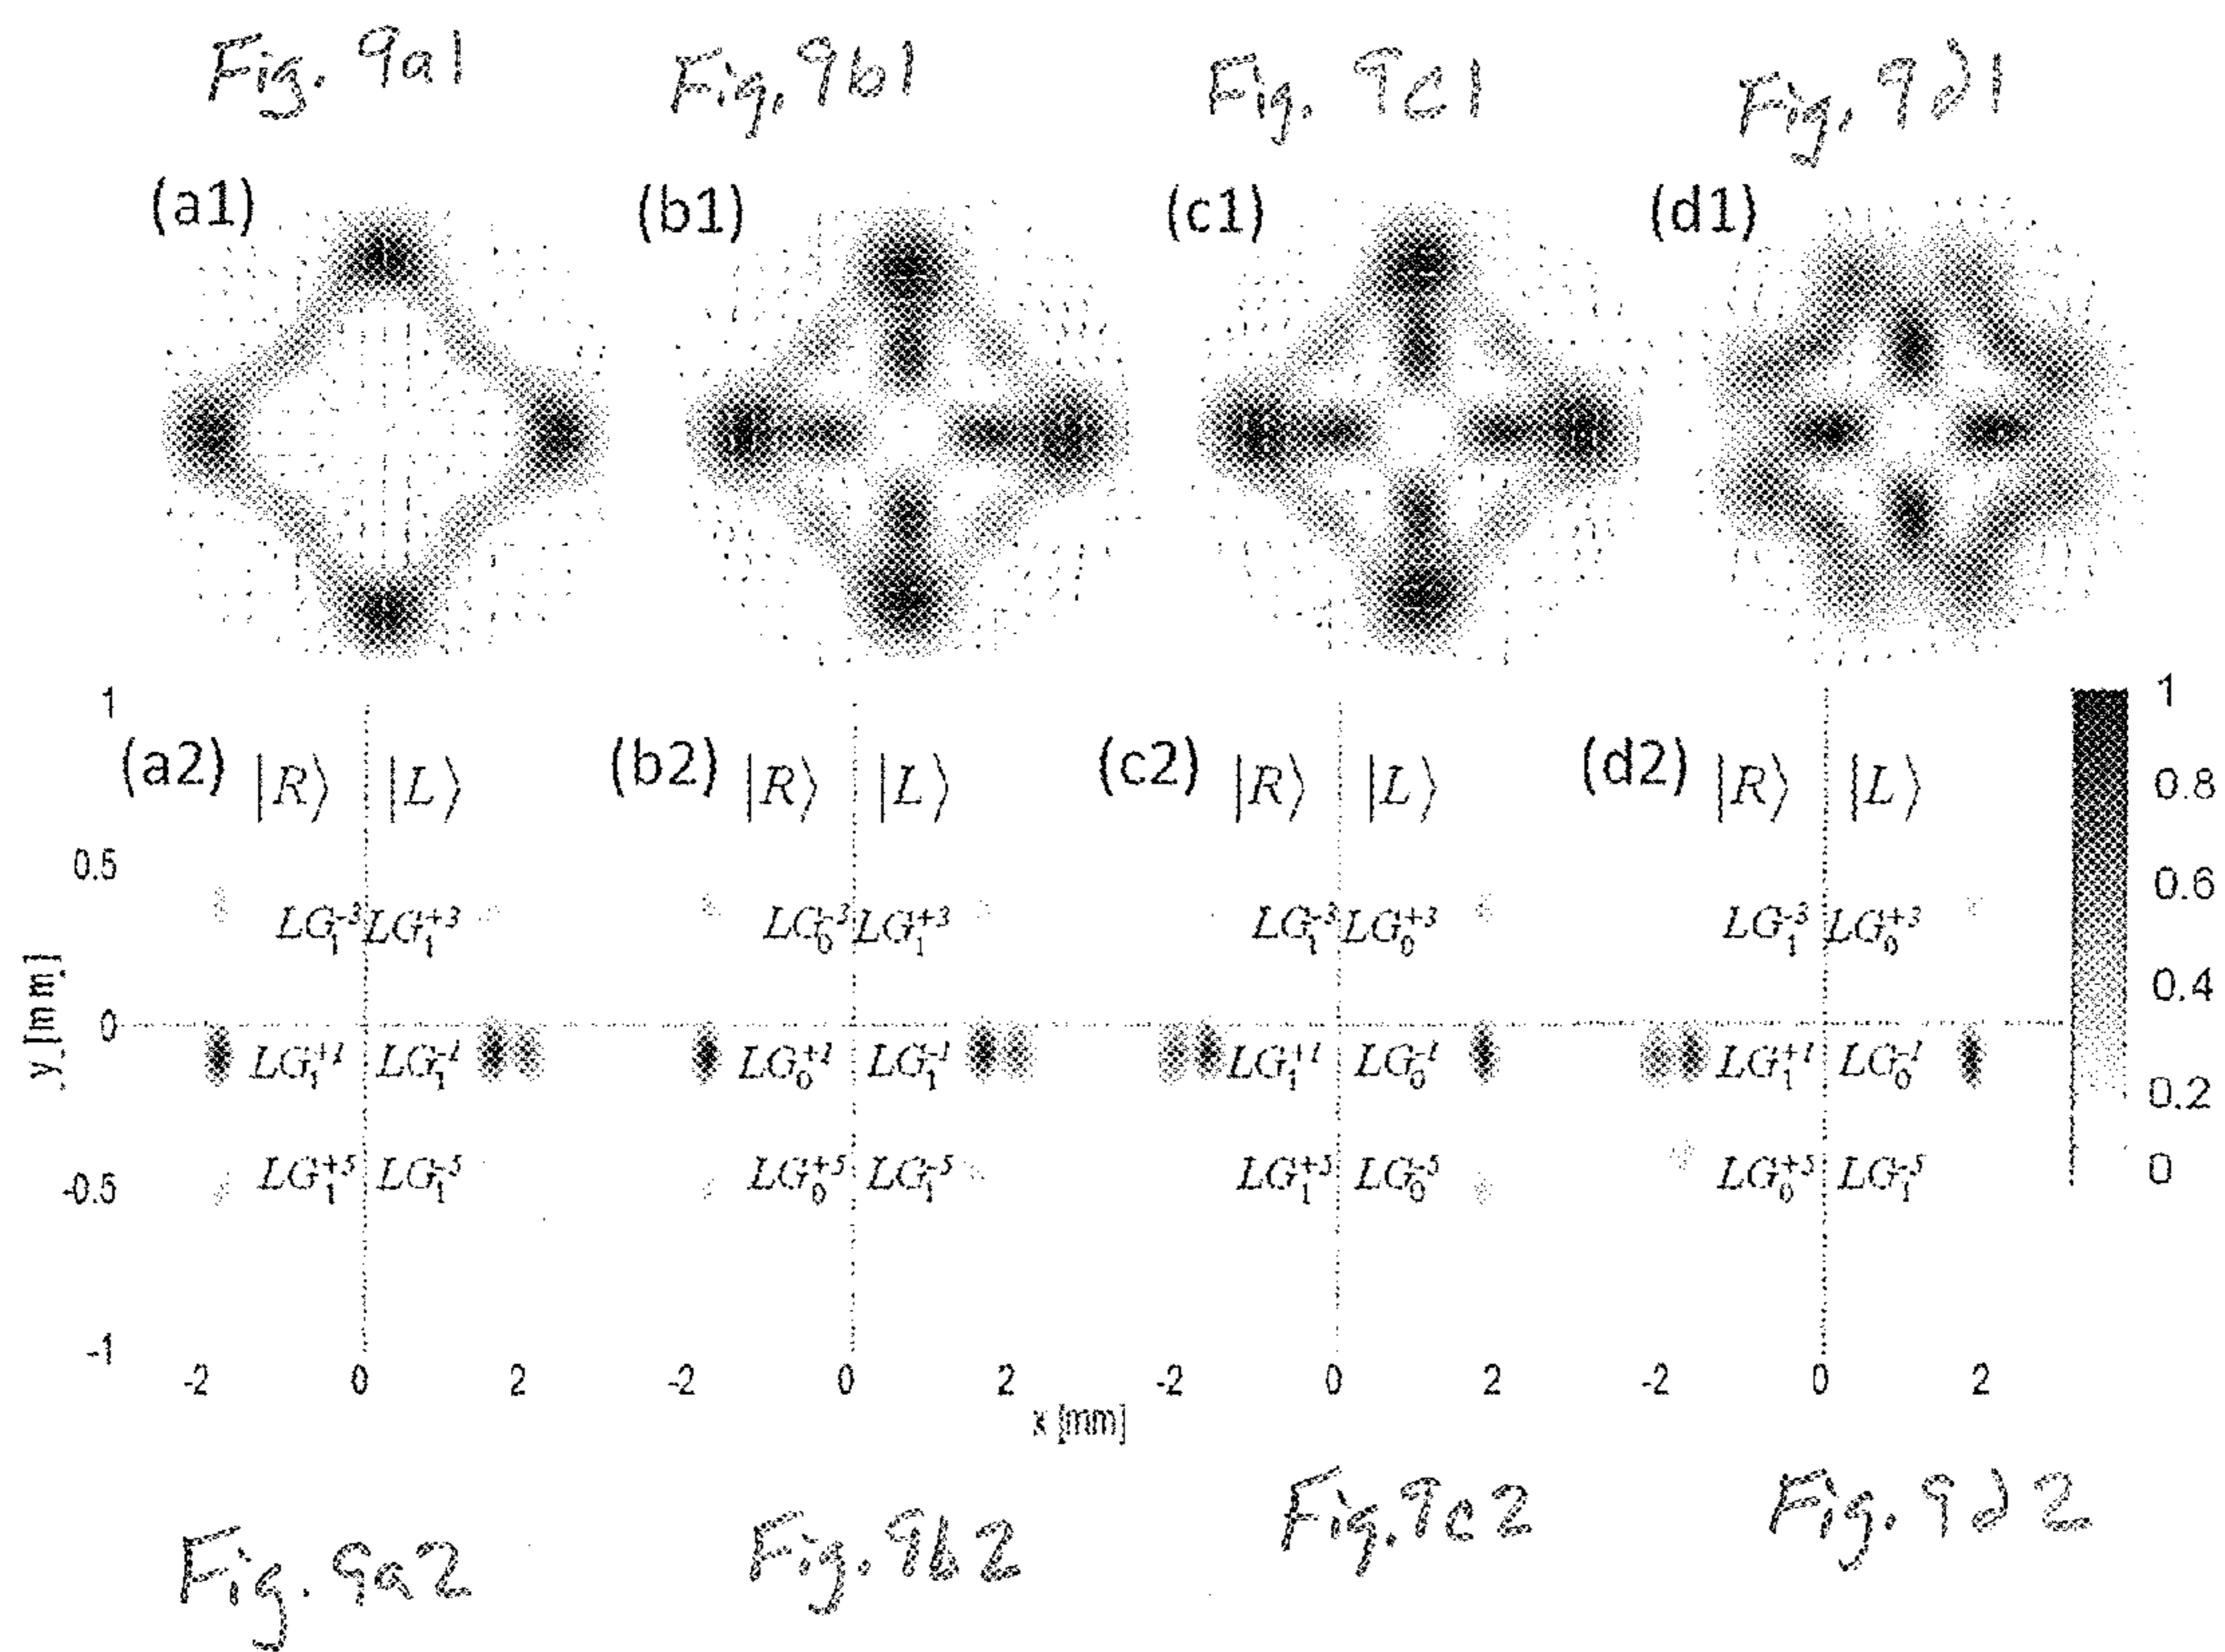 Fig. 9a1 Fig. 9b1 Fig. 9c1 Fig. 9d1
(a1) (b1) (c1) (d1)
1 1
(a2) |R⟩ |L⟩ (b2) |R⟩ |L⟩ (c2) |R⟩ |L⟩ (d2) |R⟩ |L⟩ 0.8
0.5 0.6
LG₁⁻³ LG₁⁺³ LG₀⁻³ LG₁⁺³ LG₁⁻³ LG₀⁺³ LG₁⁻³ LG₀⁺³
0.4
y [mm] 0
LG₁⁺¹ LG₁⁻¹ LG₀⁺¹ LG₁⁻¹ LG₁⁺¹ LG₀⁻¹ LG₁⁺¹ LG₀⁻¹ 0.2
-0.5 LG₁⁺⁵ LG₁⁻⁵ LG₀⁺⁵ LG₁⁻⁵ LG₁⁺⁵ LG₀⁻⁵ LG₀⁺⁵ LG₁⁻⁵ 0
-1
-2 0 2 -2 0 2 -2 0 2 -2 0 2
x [mm]
Fig. 9a2 Fig. 9b2 Fig. 9c2 Fig. 9d2